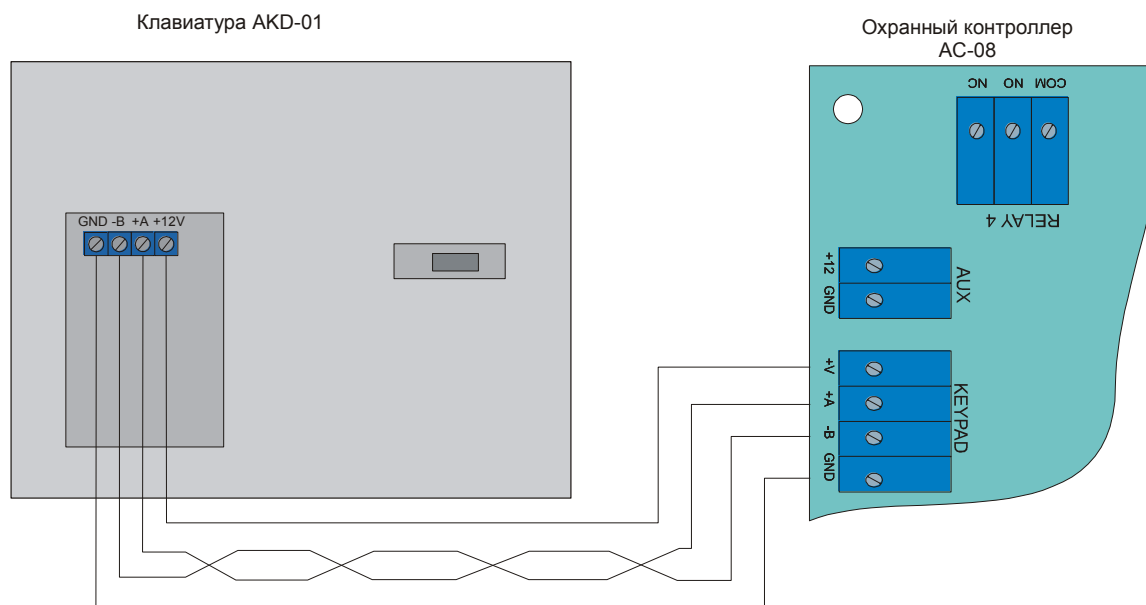 Клавиатура AKD-01
Охранный контроллер
AC-08
NC NO COM
RELAY 4
GND -B +A +12V
+12
GND
AUX
+V
+A
-B
GND
KEYPAD